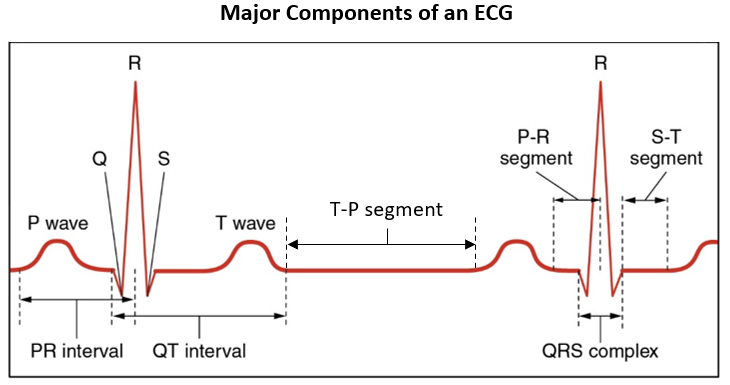 Major Components of an ECG
R
R
P-R
segment
S-T
segment
Q
S
P wave
T wave
T-P segment
PR interval
QT interval
QRS complex